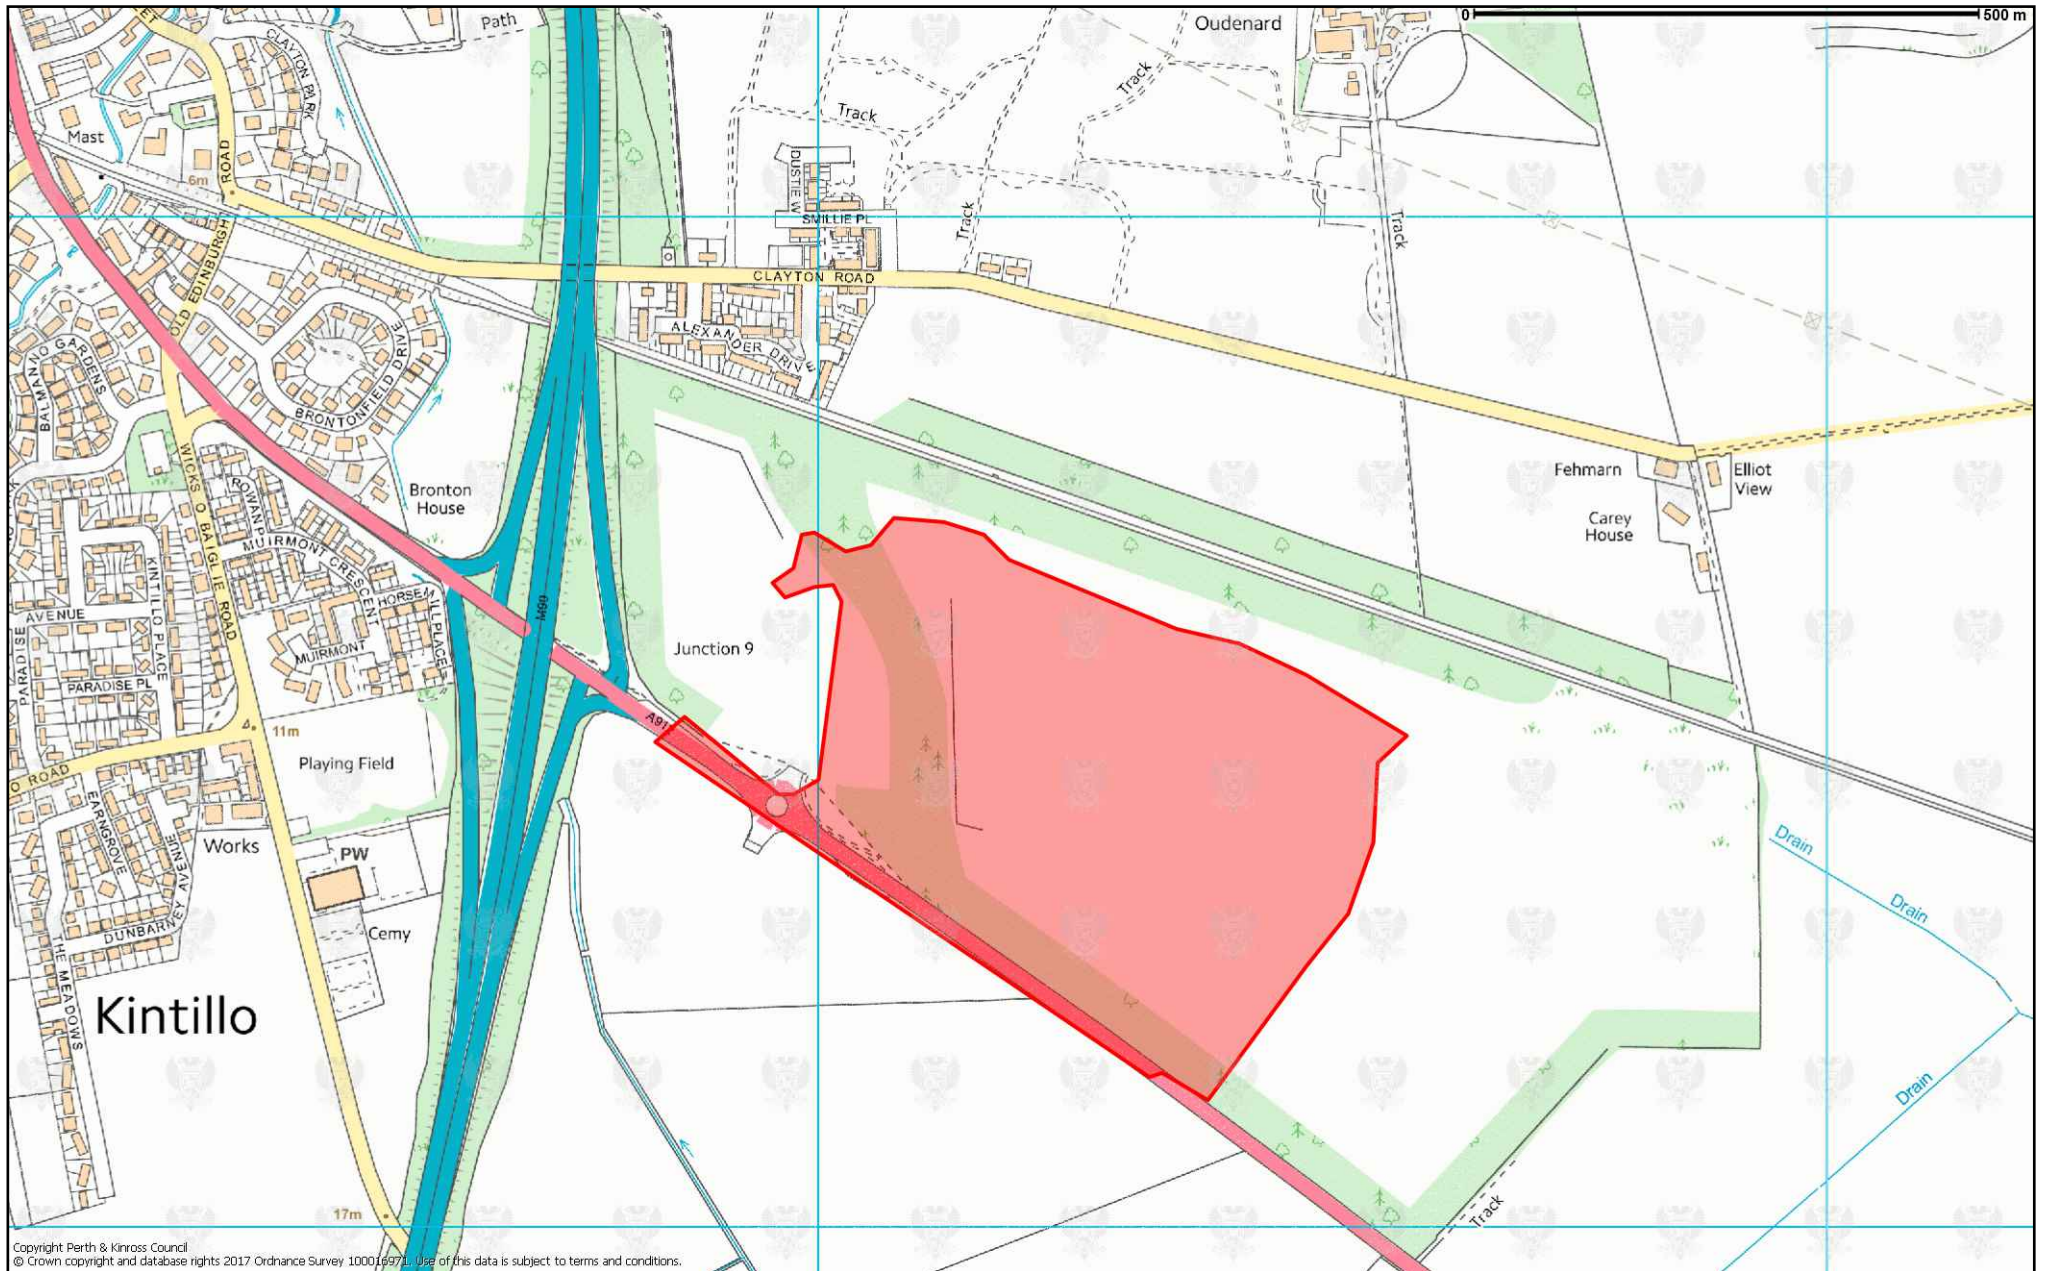 Path
Oudenard
0
500 m
CLAYTON PARK
Track
Track
Mast
ROAD
6m
DUSTIE W
SMILLIE PL
Track
Track
CLAYTON ROAD
OLD EDINBURGH
ALEXANDER DRIVE
BALMANNO GARDENS
BRONTONFIELD DRIVE
Bronton
House
Fehmarn
Elliot
View
Carey
House
WICKS O BAIGLIE ROAD
ROWAN P
MUIRMONT CRESCENT
KINTILLO PLACE
HORSEMILL PLACE
M90
AVENUE
PARADISE
MUIRMONT
PARADISE PL
Junction 9
A91
11m
Playing Field
O ROAD
EARNGROVE
Works
PW
DUNBARNEY AVENUE
Cemy
HE MEADOWS
Kintillo
Drain
Drain
Drain
Track
17m
Copyright Perth & Kinross Council
© Crown copyright and database rights 2017 Ordnance Survey 100016971. Use of this data is subject to terms and conditions.